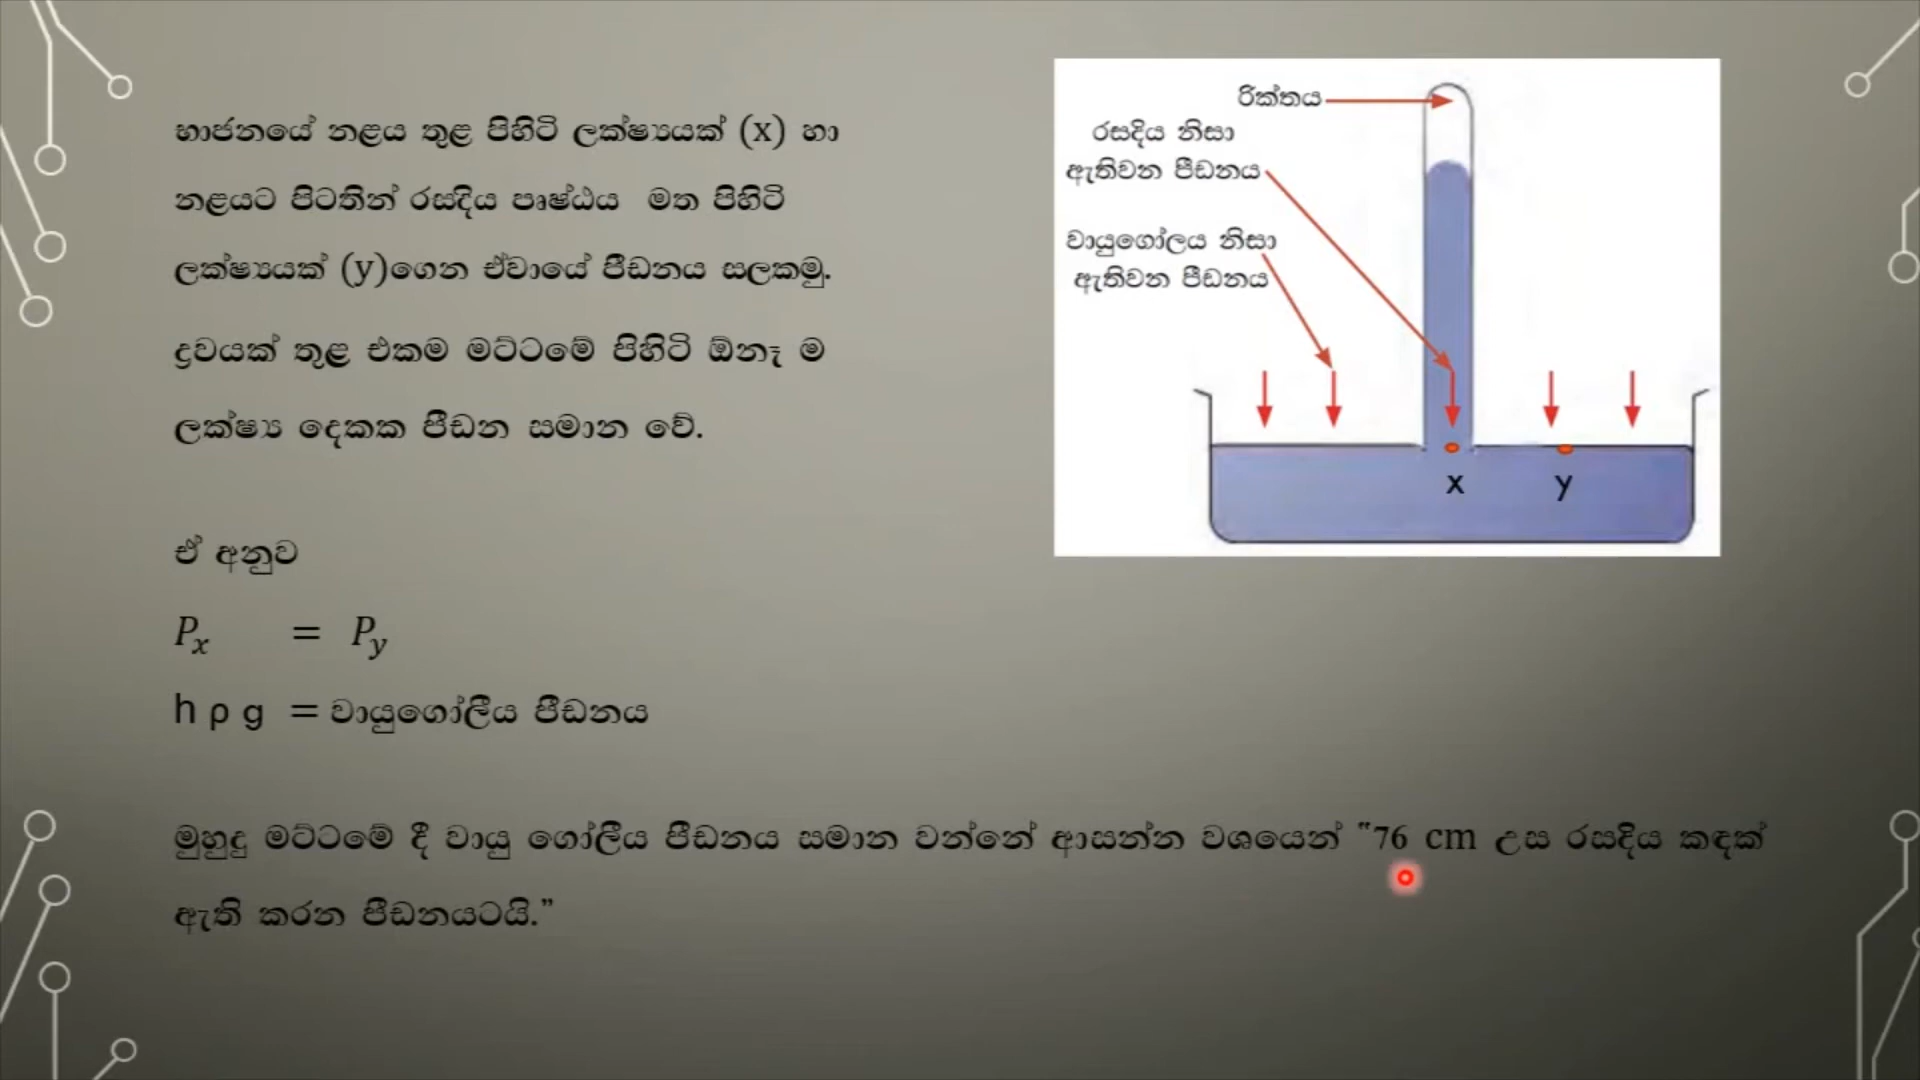 භාජනයේ නළය තුළ පිහිටි ලක්ෂ්‍යයක් (x) හා
නළයට පිටතින් රසදිය පෘෂ්ඨය මත පිහිටි
ලක්ෂ්‍යයක් (y)ගෙන ඒවායේ පීඩනය සලකමු.
ද්‍රවයක් තුළ එකම මට්ටමේ පිහිටි ඕනෑ ම
ලක්ෂ්‍ය දෙකක පීඩන සමාන වේ.
ඒ අනුව
Pₓ = Pᵧ
h ρ g = වායුගෝලීය පීඩනය
මුහුදු මට්ටමේ දී වායු ගෝලීය පීඩනය සමාන වන්නේ ආසන්න වශයෙන් “76 cm උස රසදිය කඳක්
ඇති කරන පීඩනයටයි.”
රික්තය
රසදිය නිසා
ඇතිවන පීඩනය
වායුගෝලය නිසා
ඇතිවන පීඩනය
x y